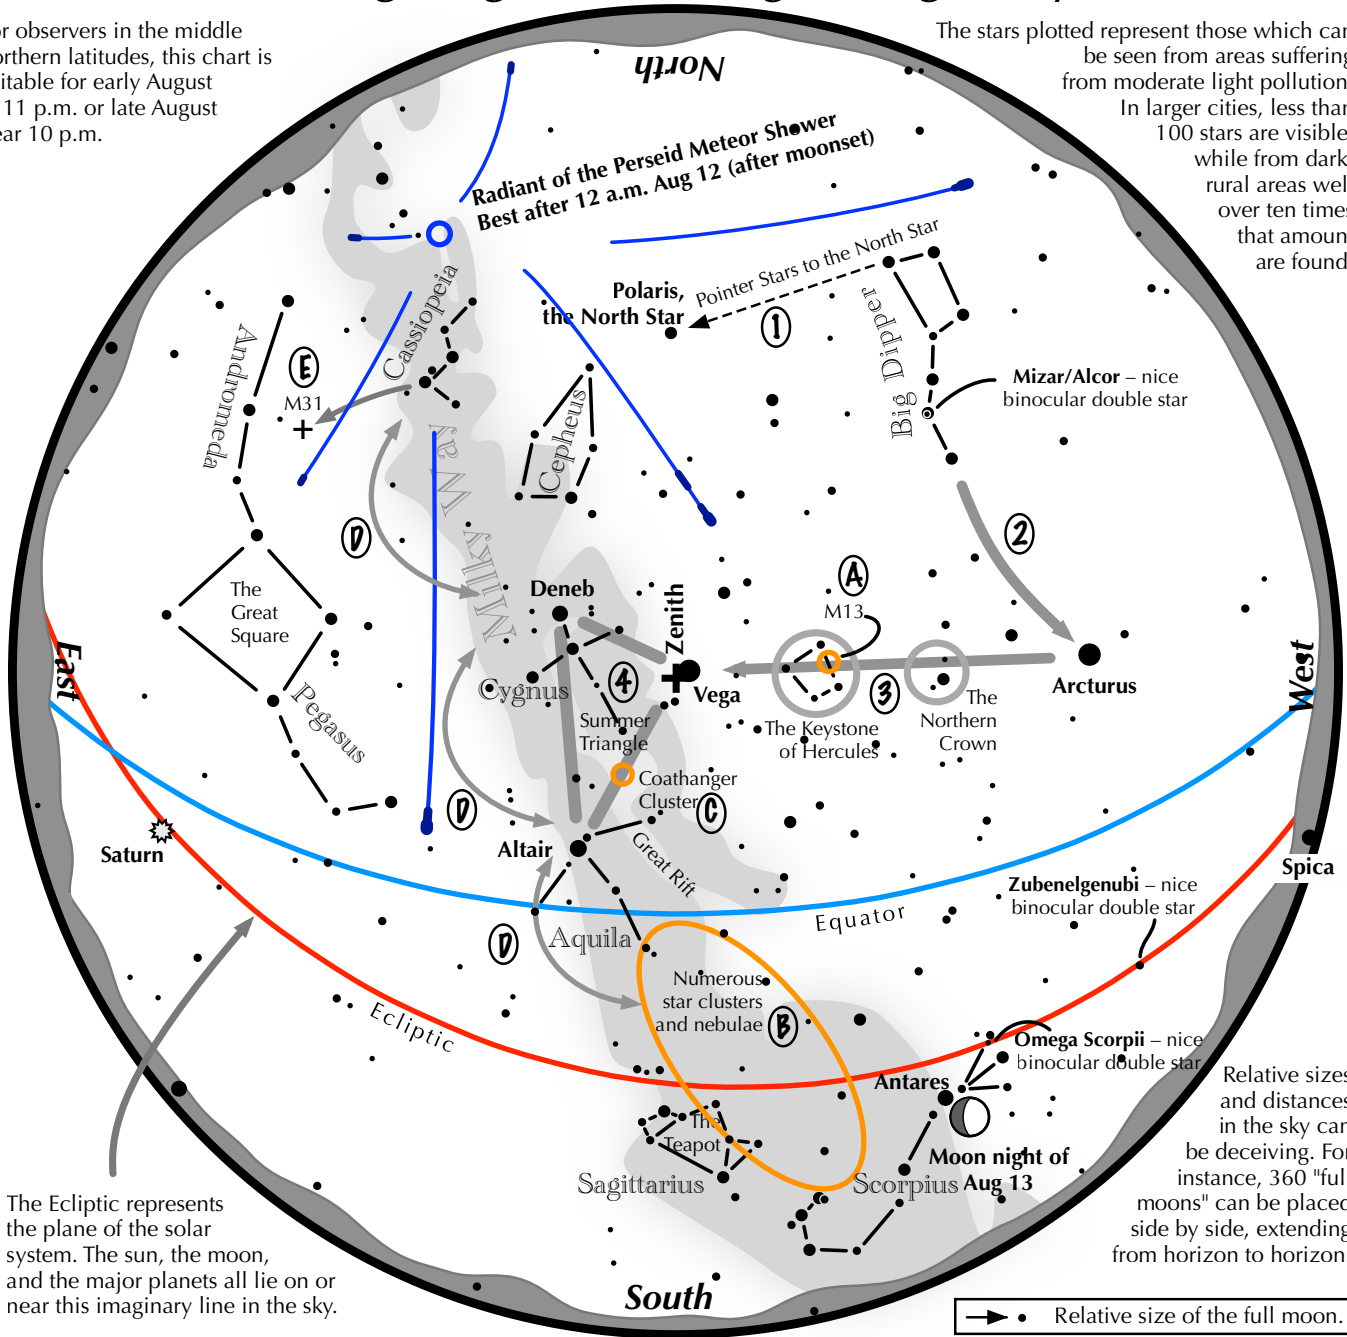 or observers in the middle
orthern latitudes, this chart is
itable for early August
11 p.m. or late August
ear 10 p.m.
The stars plotted represent those which can
be seen from areas suffering
from moderate light pollution
In larger cities, less than
100 stars are visible
while from dark
rural areas wel
over ten times
that amoun
are found
North
Radiant of the Perseid Meteor Shower
Best after 12 a.m. Aug 12 (after moonset)
Pointer Stars to the North Star
Polaris,
the North Star
1
Big Dipper
Mizar/Alcor – nice
binocular double star
Cassiopeia
Andromeda
E
M31
Cepheus
Milky Way
D
2
The
Great
Square
Deneb
Zenith
A
M13
East
West
Pegasus
Cygnus
4
Vega
3
Arcturus
Summer
Triangle
The Keystone
of Hercules
The
Northern
Crown
Coathanger
Cluster
C
D
Saturn
Altair
Great Rift
Spica
Zubenelgenubi – nice
binocular double star
Equator
D
Aquila
Numerous
star clusters
and nebulae
B
Ecliptic
Omega Scorpii – nice
binocular double star
Antares
The
Teapot
Moon night of
Aug 13
Sagittarius
Scorpius
Relative sizes
and distances
in the sky can
be deceiving. For
instance, 360 "ful
moons" can be placed
side by side, extending
from horizon to horizon
The Ecliptic represents
the plane of the solar
system. The sun, the moon,
and the major planets all lie on or
near this imaginary line in the sky.
South
Relative size of the full moon.